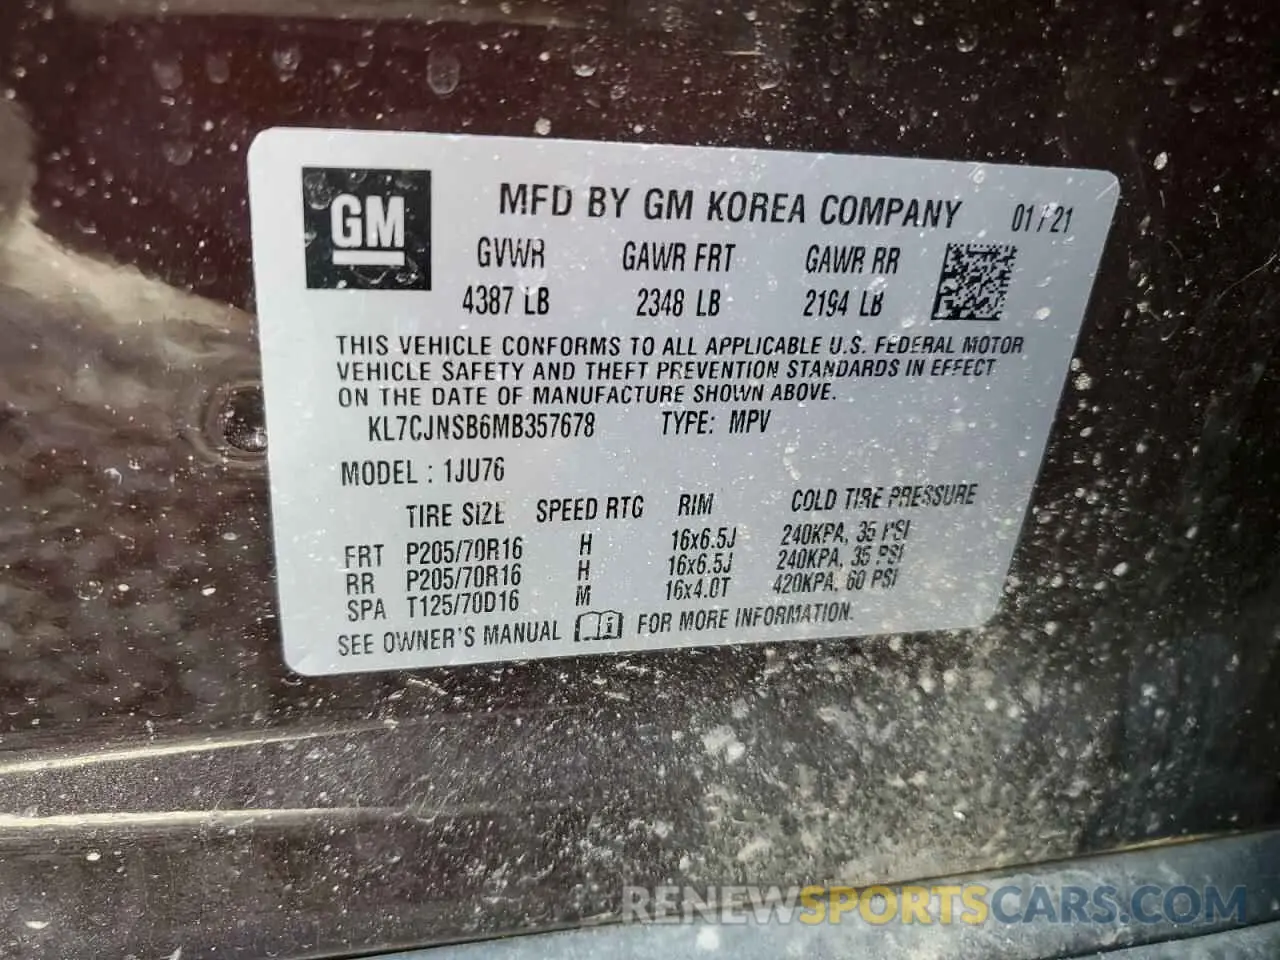 GM
MFD BY GM KOREA COMPANY 01/21
GVWR GAWR FRT GAWR RR
4387 LB 2348 LB 2194 LB
THIS VEHICLE CONFORMS TO ALL APPLICABLE U.S. FEDERAL MOTOR
VEHICLE SAFETY AND THEFT PREVENTION STANDARDS IN EFFECT
ON THE DATE OF MANUFACTURE SHOWN ABOVE.
KL7CJNSB6MB357678 TYPE: MPV
MODEL : 1JU76
TIRE SIZE SPEED RTG RIM COLD TIRE PRESSURE
FRT P205/70R16 H 16x6.5J 240KPA, 35 PSI
RR P205/70R16 H 16x6.5J 240KPA, 35 PSI
SPA T125/70D16 M 16x4.0T 420KPA, 60 PSI
SEE OWNER'S MANUAL FOR MORE INFORMATION.
RENEWSPORTSCARS.COM